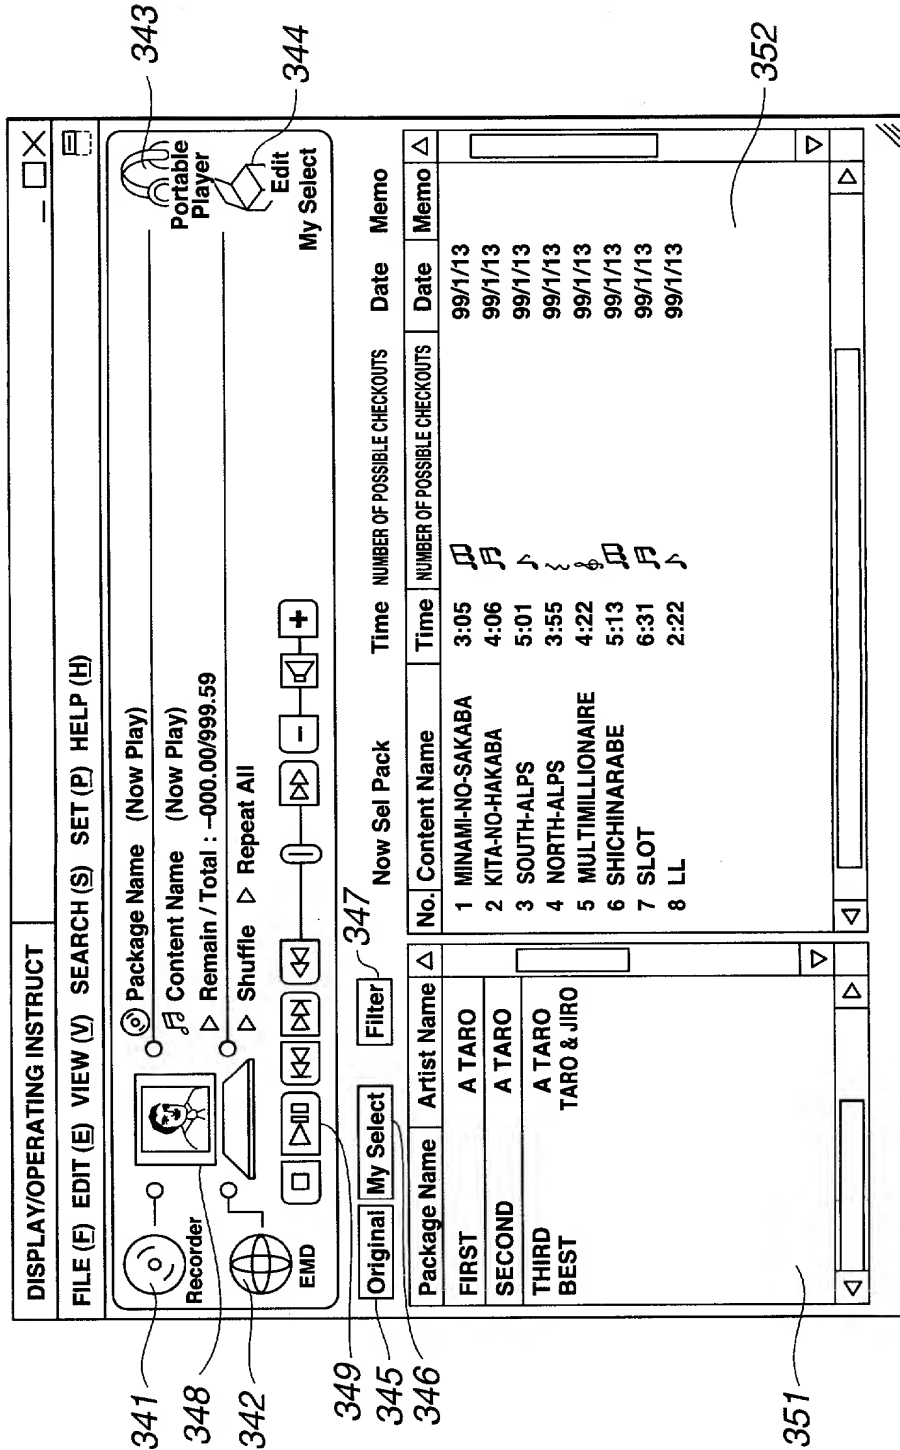 DISPLAY/OPERATING INSTRUCT
FILE (F) EDIT (E) VIEW (V) SEARCH (S) SET (P) HELP (H)
Recorder
EMD
Package Name (Now Play)
Content Name (Now Play)
▷ Remain / Total : –000.00/999.59
▷ Shuffle ▷ Repeat All
Portable
Player
Edit
My Select
Original My Select Filter
Now Sel Pack Time NUMBER OF POSSIBLE CHECKOUTS Date Memo
Package Name Artist Name
FIRST A TARO
SECOND A TARO
THIRD A TARO
BEST TARO & JIRO
No. Content Name Time NUMBER OF POSSIBLE CHECKOUTS Date Memo
1 MINAMI-NO-SAKABA 3:05 99/1/13
2 KITA-NO-HAKABA 4:06 99/1/13
3 SOUTH-ALPS 5:01 99/1/13
4 NORTH-ALPS 3:55 99/1/13
5 MULTIMILLIONAIRE 4:22 99/1/13
6 SHICHINARABE 5:13 99/1/13
7 SLOT 6:31 99/1/13
8 LL 2:22 99/1/13
341
348
342
349
345
346
347
343
344
351
352